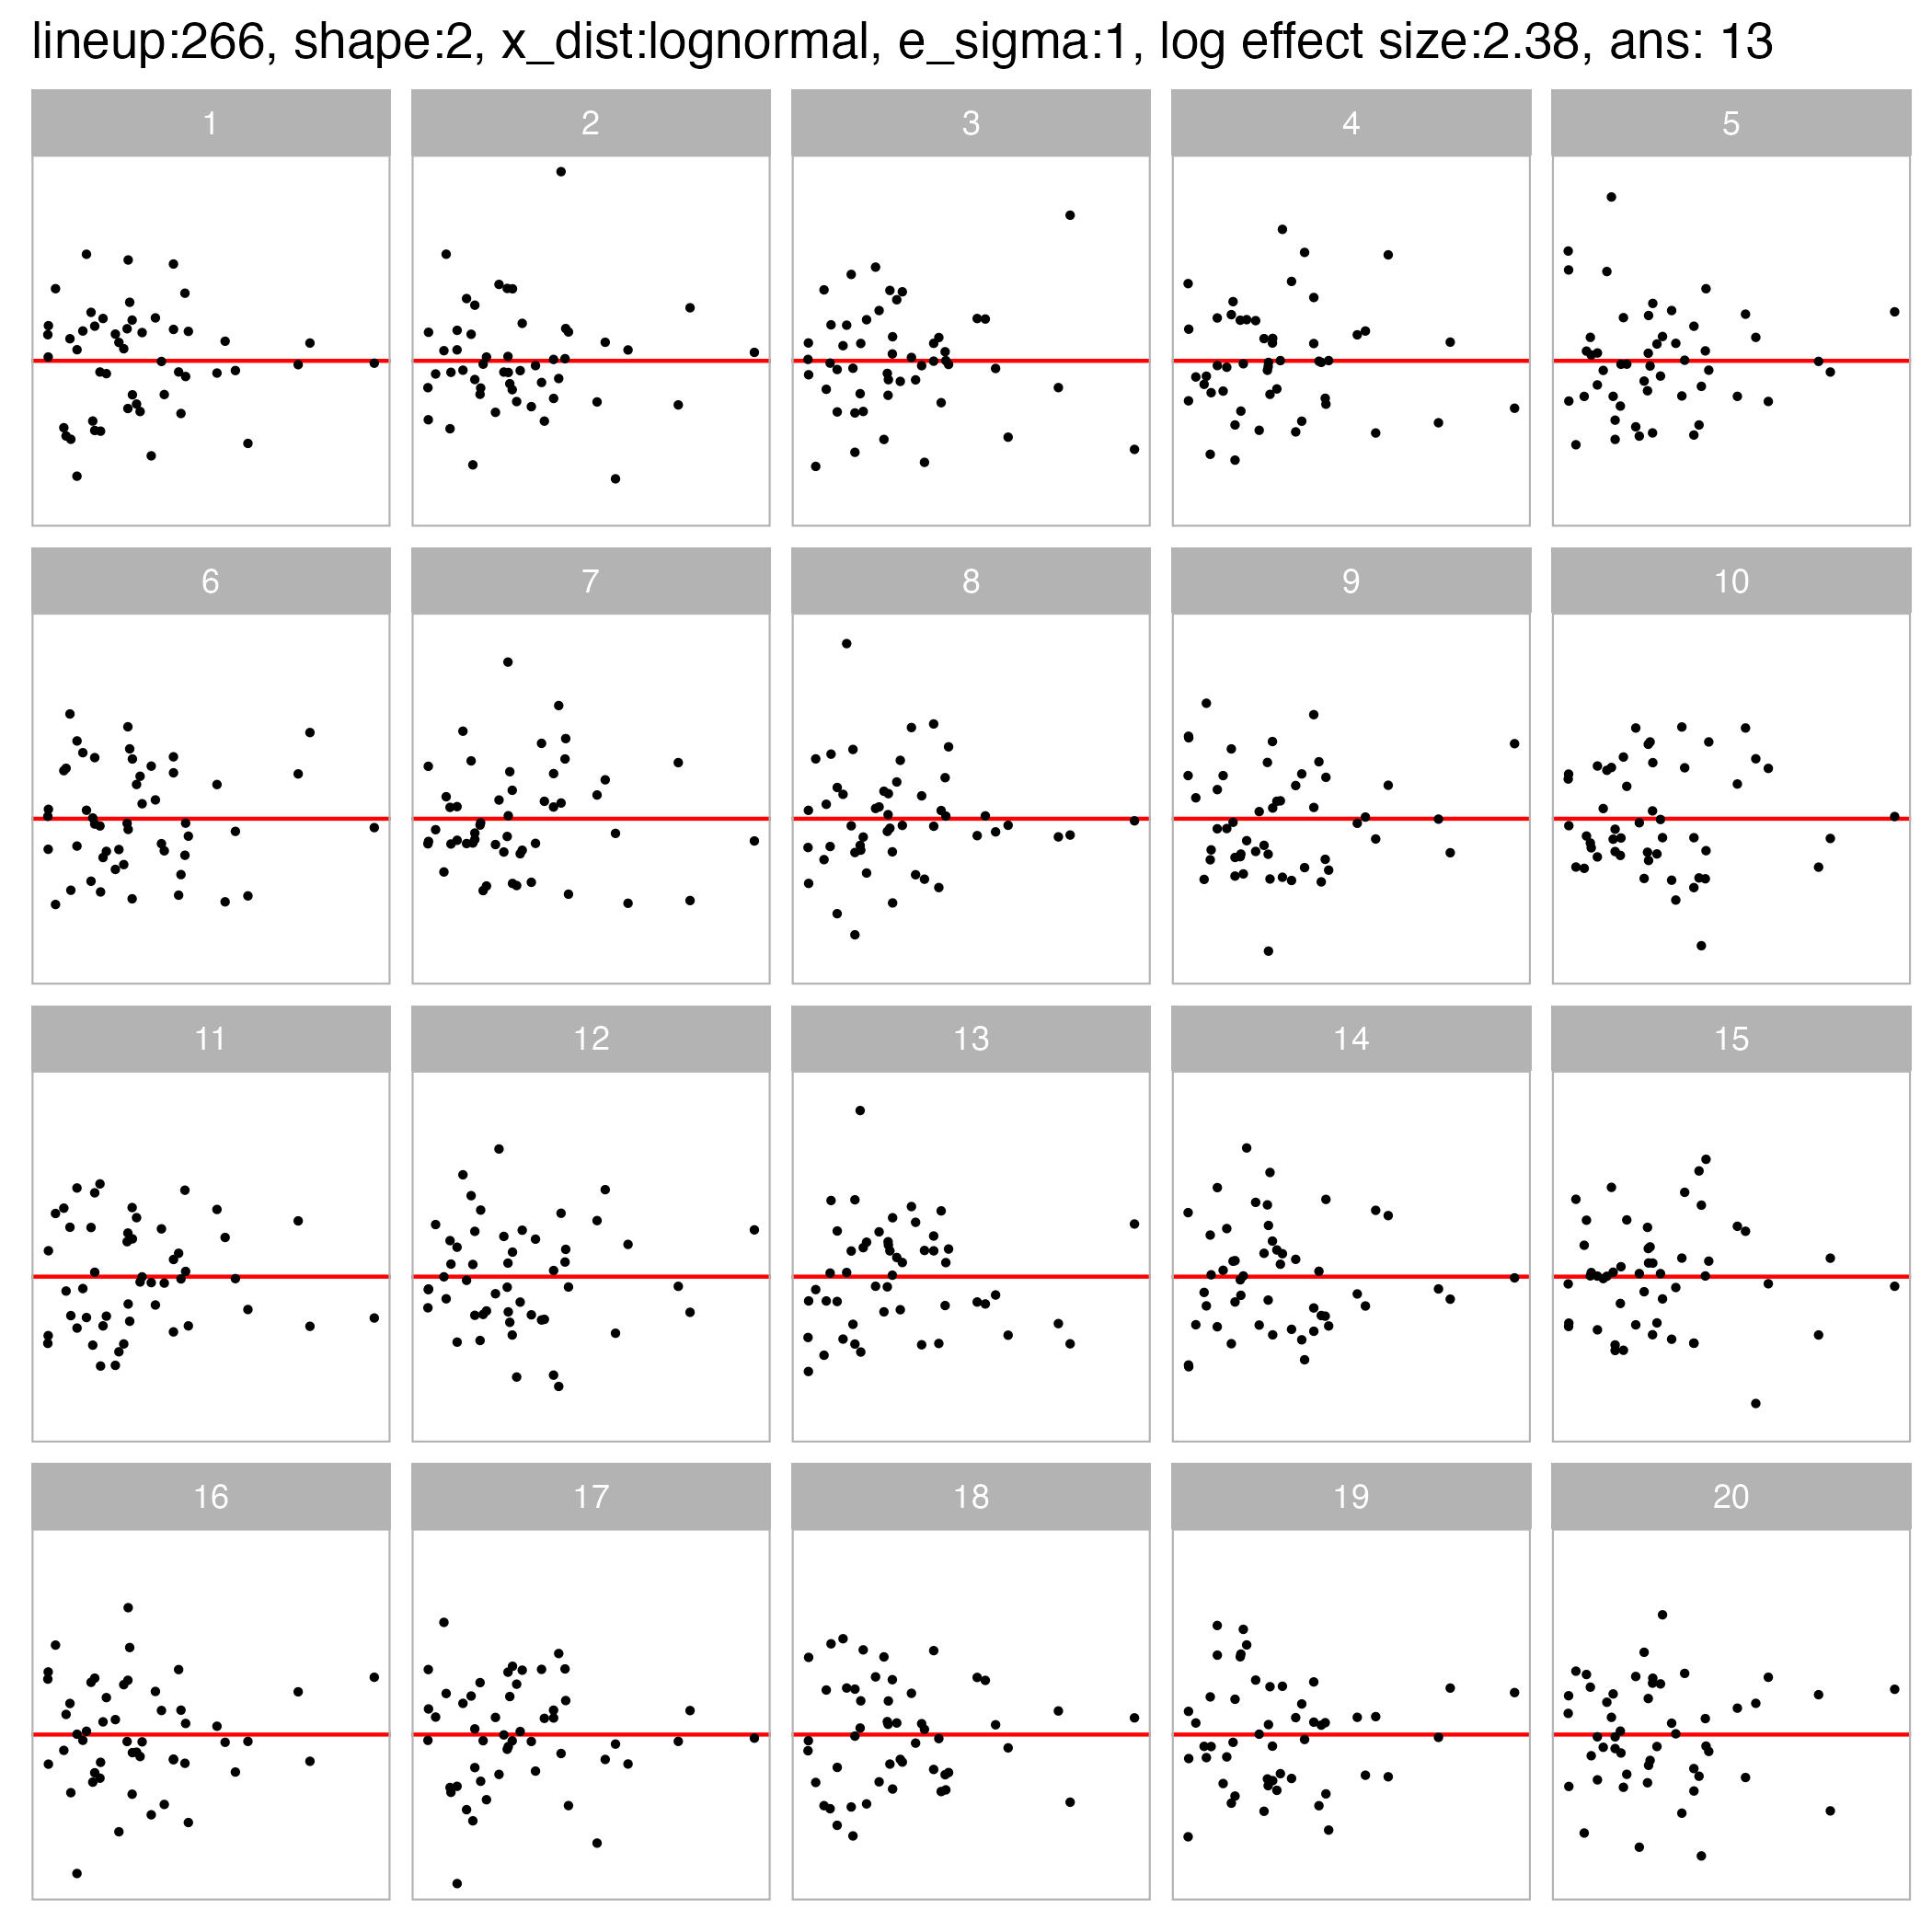 lineup:266, shape:2, x_dist:lognormal, e_sigma:1, log effect size:2.38, ans: 13
1 2 3 4 5
6 7 8 9 10
11 12 13 14 15
16 17 18 19 20